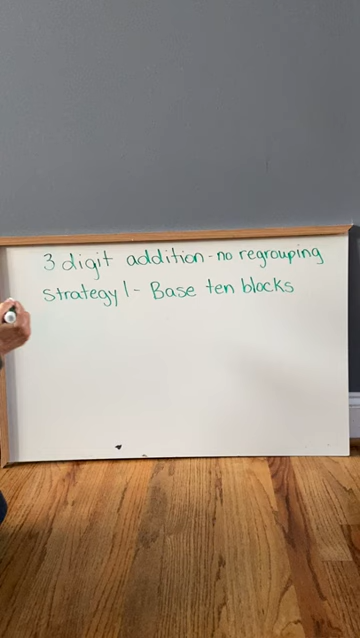 3 digit addition - no regrouping
Strategy 1 - Base ten blocks